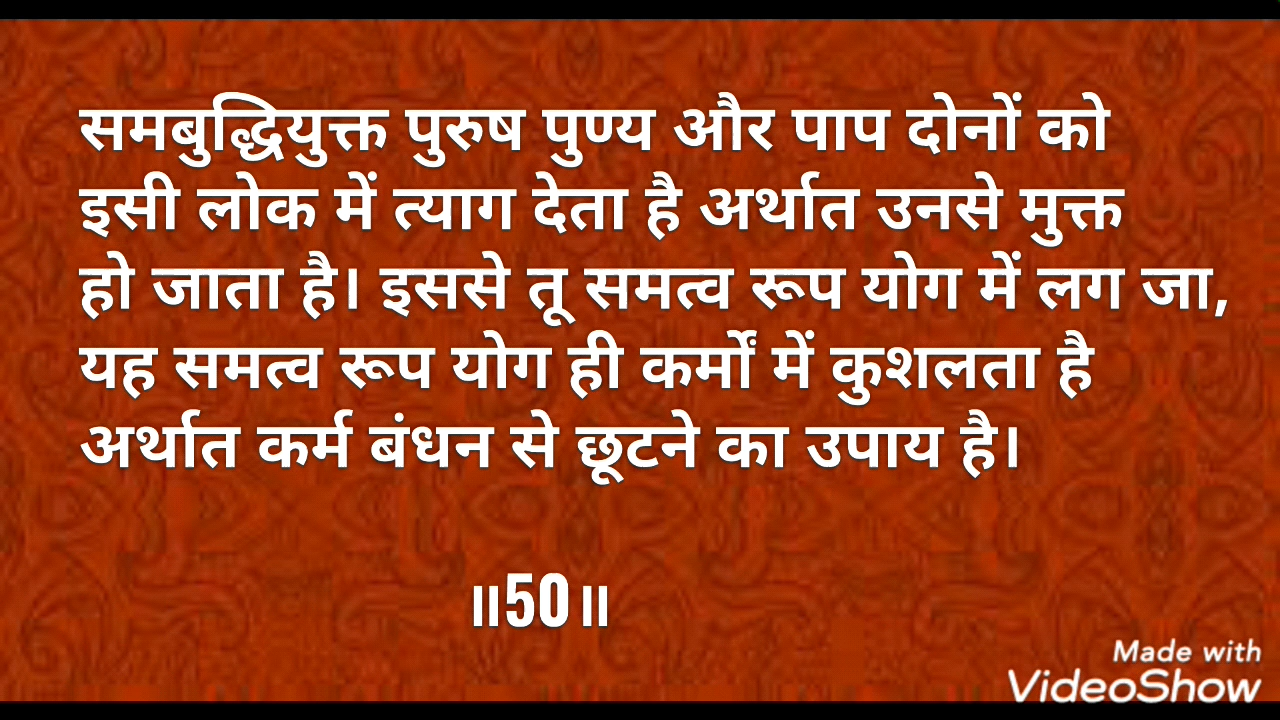 समबुद्धियुक्त पुरुष पुण्य और पाप दोनों को
इसी लोक में त्याग देता है अर्थात उनसे मुक्त
हो जाता है। इससे तू समत्व रूप योग में लग जा,
यह समत्व रूप योग ही कर्मों में कुशलता है
अर्थात कर्म बंधन से छूटने का उपाय है।
॥50॥
Made with
VideoShow